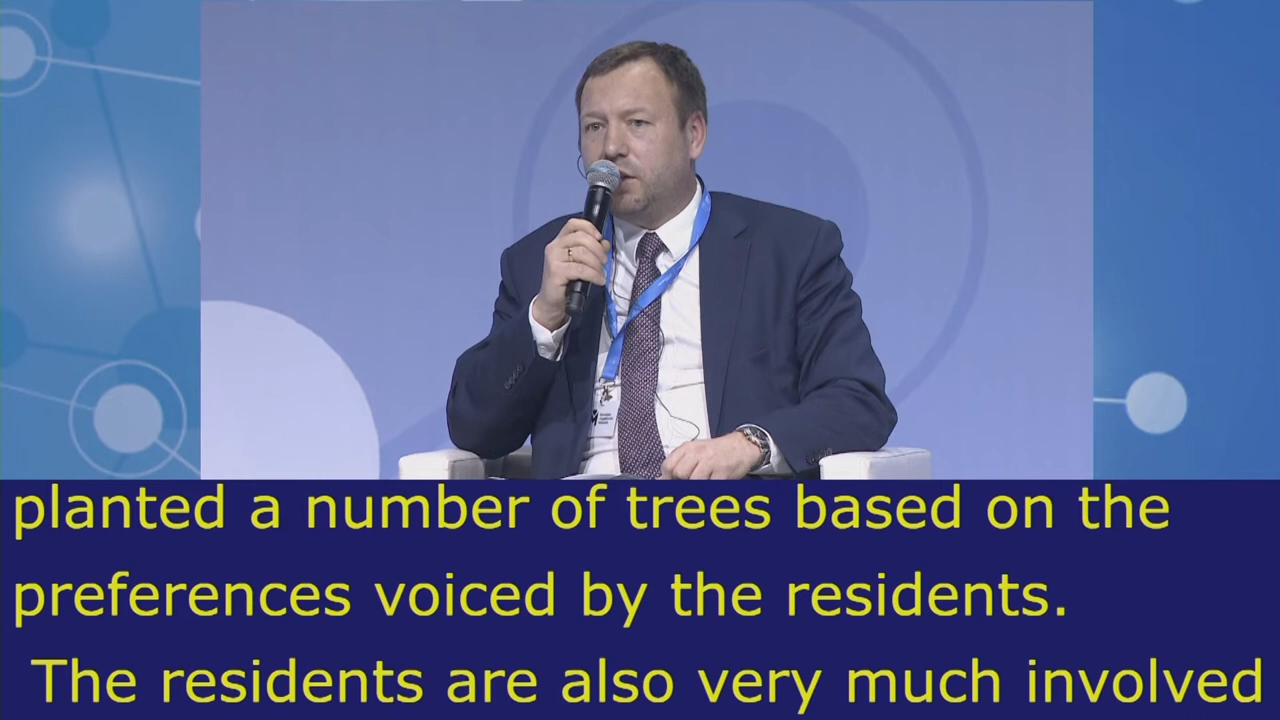 planted a number of trees based on the
preferences voiced by the residents.
The residents are also very much involved